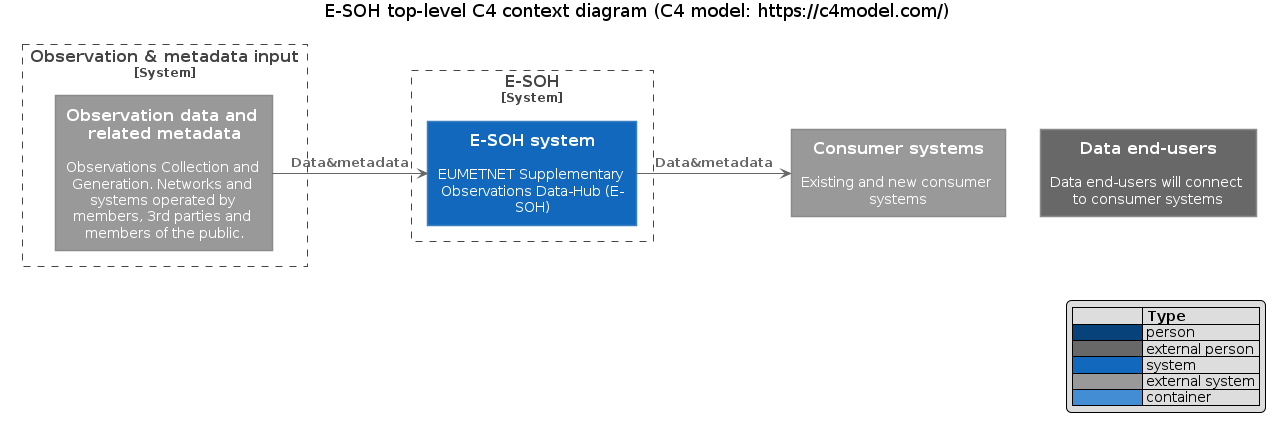 E-SOH top-level C4 context diagram (C4 model: https://c4model.com/)
Observation & metadata input
[System]
Observation data and
related metadata
Observations Collection and
Generation. Networks and
systems operated by
members, 3rd parties and
members of the public.
Data&metadata
E-SOH
[System]
E-SOH system
EUMETNET Supplementary
Observations Data-Hub (E-
SOH)
Data&metadata
Consumer systems
Existing and new consumer
systems
Data end-users
Data end-users will connect
to consumer systems
Type
person
external person
system
external system
container